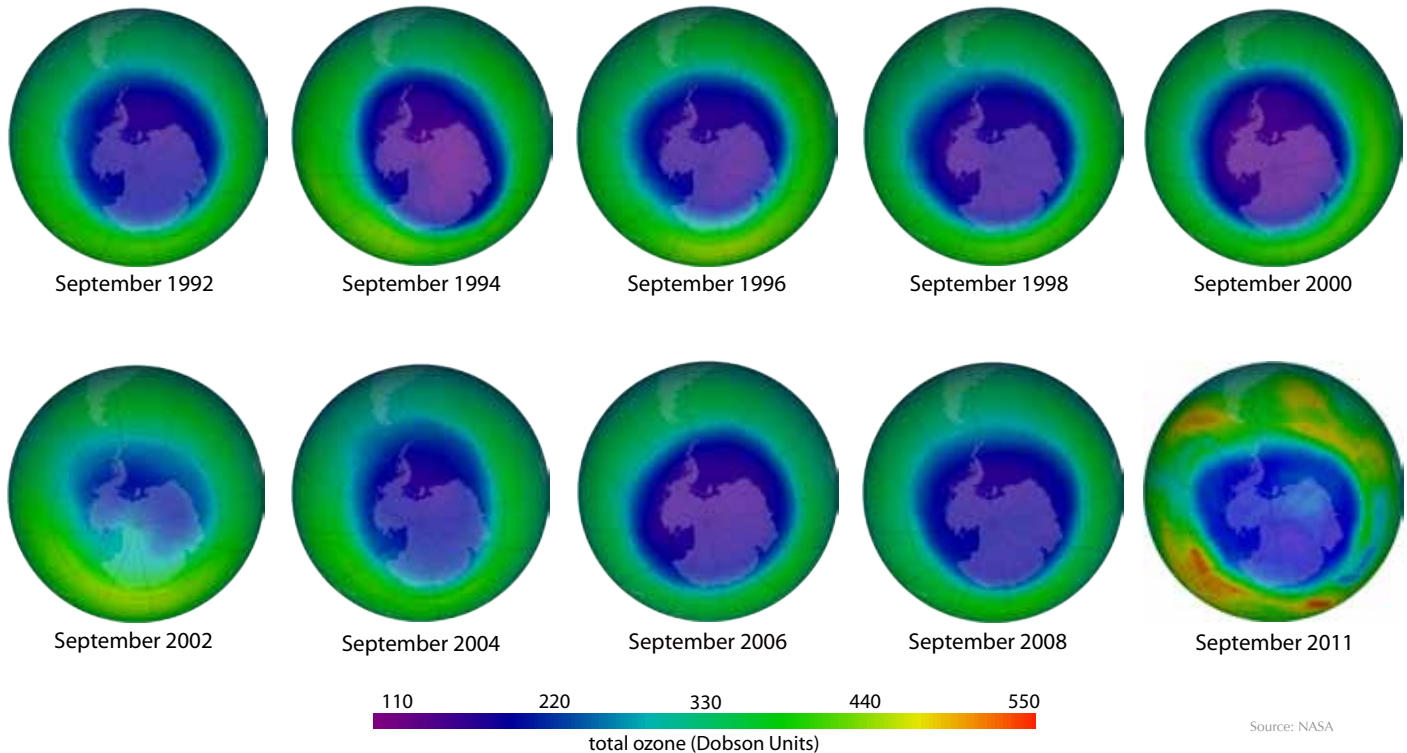 September 1992
September 1994
September 1996
September 1998
September 2000
September 2002
September 2004
September 2006
September 2008
September 2011
110 220 330 440 550
total ozone (Dobson Units)
Source: NASA